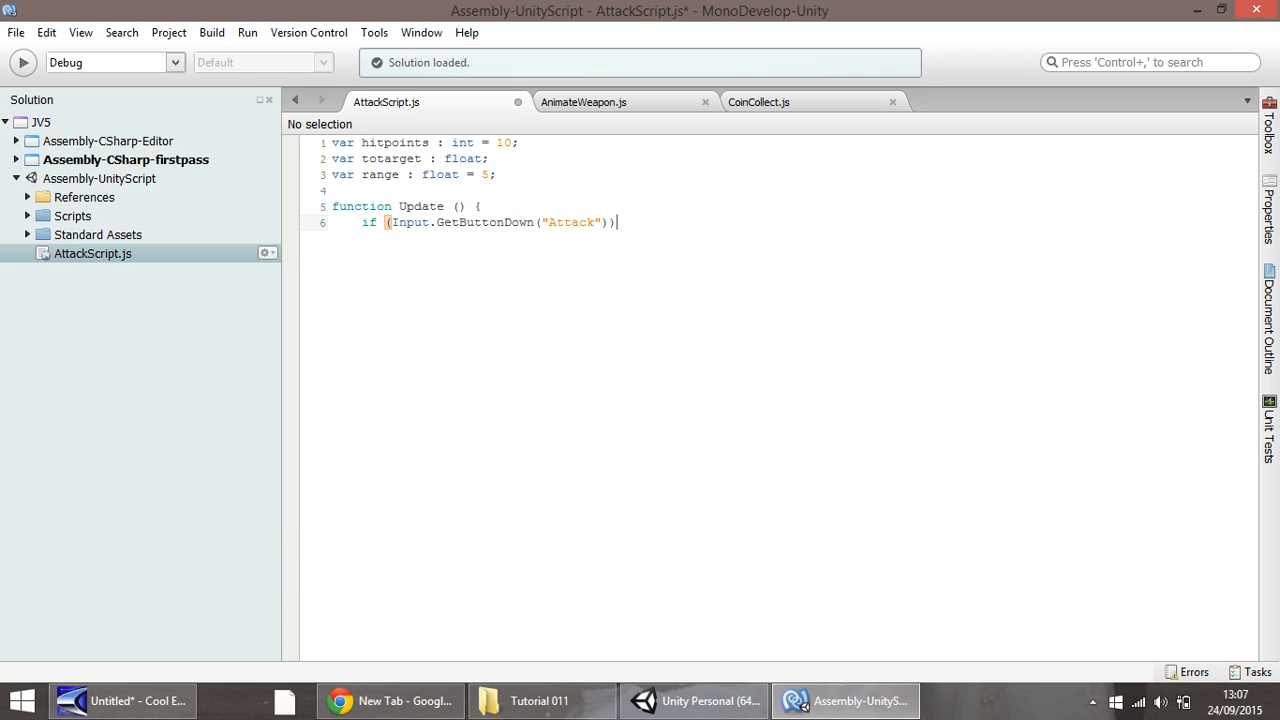 Assembly-UnityScript - AttackScript.js* - MonoDevelop-Unity
File Edit View Search Project Build Run Version Control Tools Window Help
Debug Default Solution loaded. Press 'Control+,' to search
Solution
JV5
Assembly-CSharp-Editor
Assembly-CSharp-firstpass
Assembly-UnityScript
References
Scripts
Standard Assets
AttackScript.js
AttackScript.js AnimateWeapon.js CoinCollect.js
No selection
1 var hitpoints : int = 10;
2 var totarget : float;
3 var range : float = 5;
4
5 function Update () {
6 if (Input.GetButtonDown("Attack"))
Toolbox
Properties
Document Outline
Unit Tests
Errors Tasks
Untitled* - Cool E... New Tab - Googl... Tutorial 011 Unity Personal (64... Assembly-UnityS...
13:07
24/09/2015